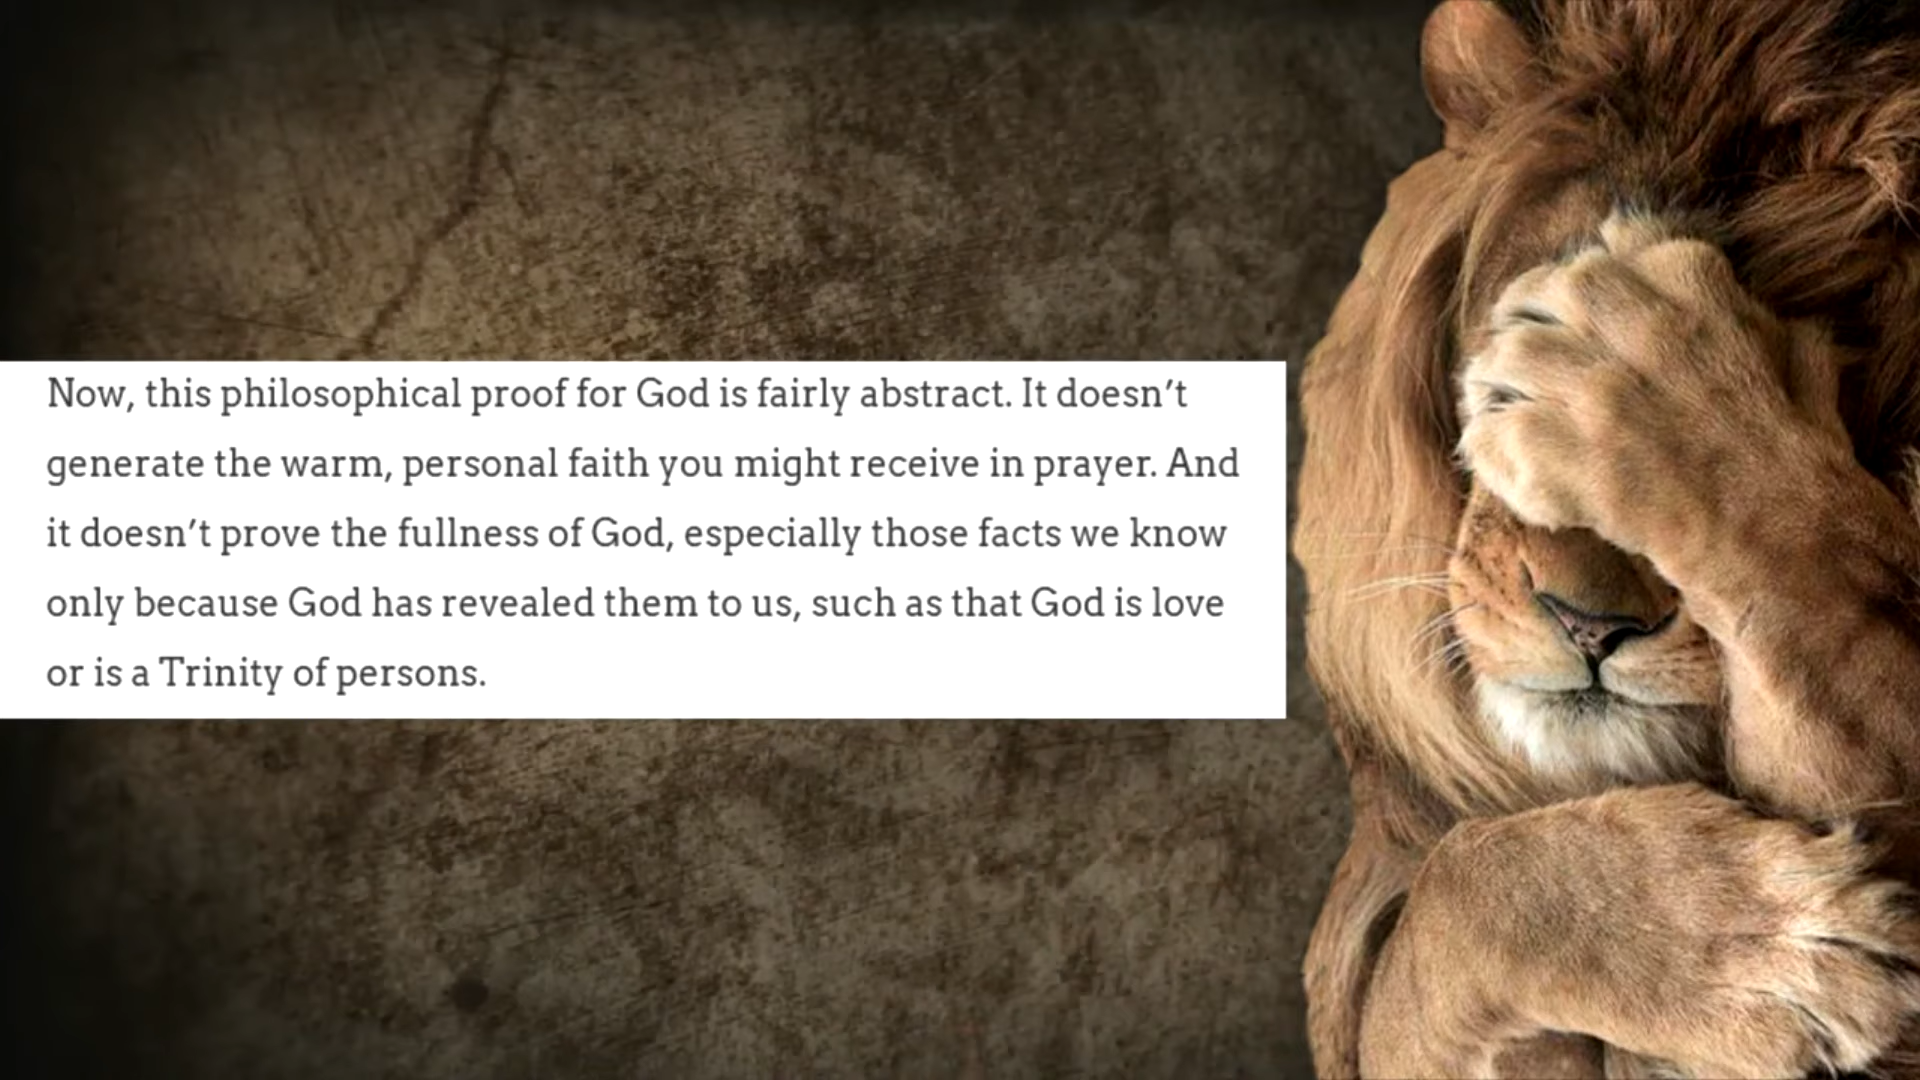 Now, this philosophical proof for God is fairly abstract. It doesn’t
generate the warm, personal faith you might receive in prayer. And
it doesn’t prove the fullness of God, especially those facts we know
only because God has revealed them to us, such as that God is love
or is a Trinity of persons.